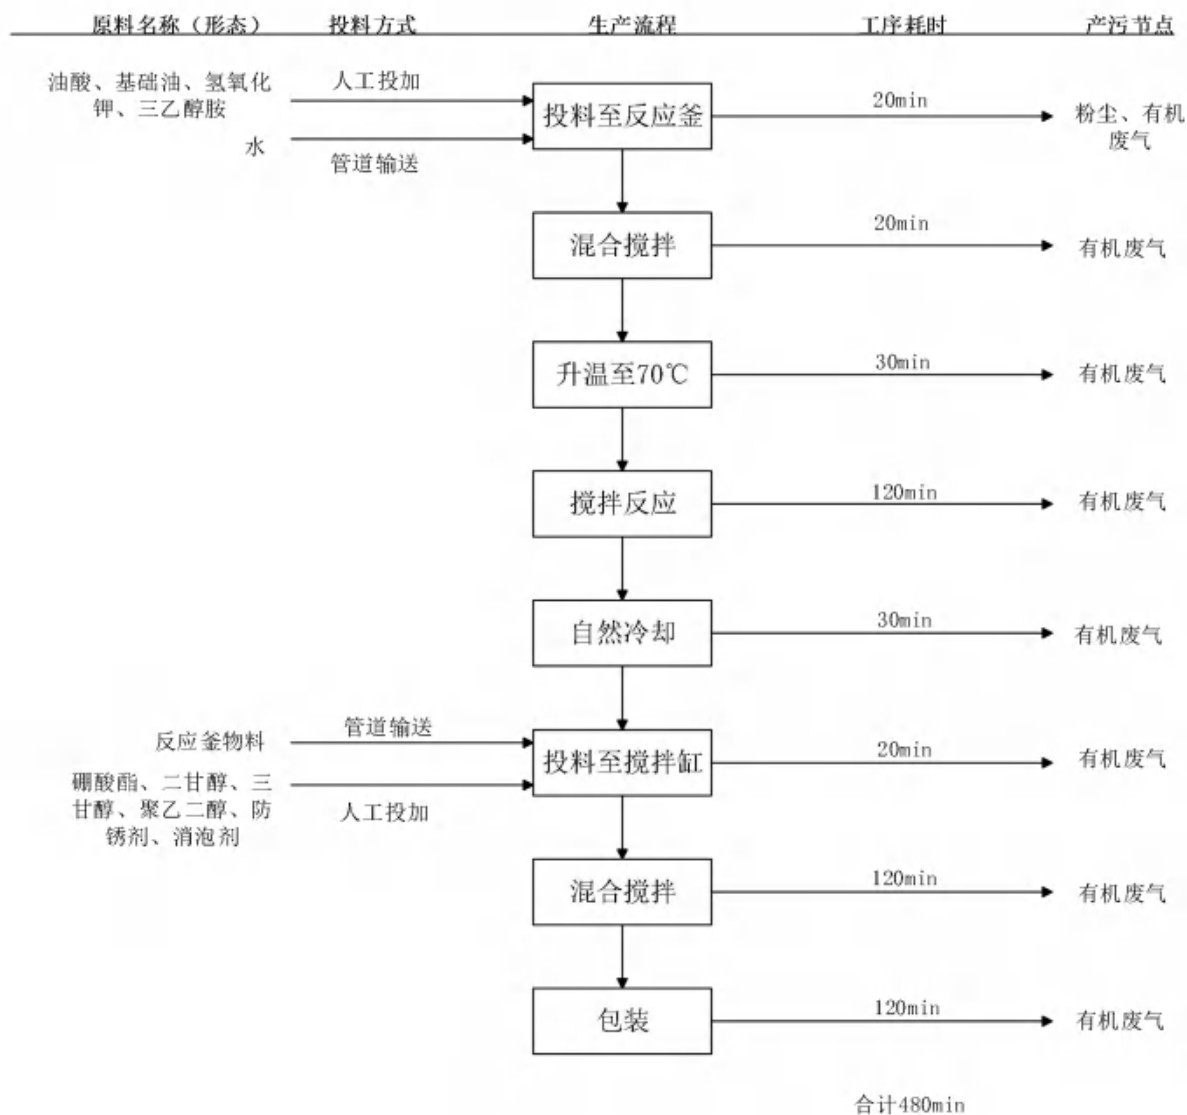 原料名称（形态） 投料方式 生产流程 工序耗时 产污节点
油酸、基础油、氢氧化
钾、三乙醇胺
水
人工投加
管道输送
投料至反应釜
20min
粉尘、有机
废气
混合搅拌
20min
有机废气
升温至70℃
30min
有机废气
搅拌反应
120min
有机废气
自然冷却
30min
有机废气
反应釜物料
硼酸酯、二甘醇、三
甘醇、聚乙二醇、防
锈剂、消泡剂
管道输送
人工投加
投料至搅拌缸
20min
有机废气
混合搅拌
120min
有机废气
包装
120min
有机废气
合计480min